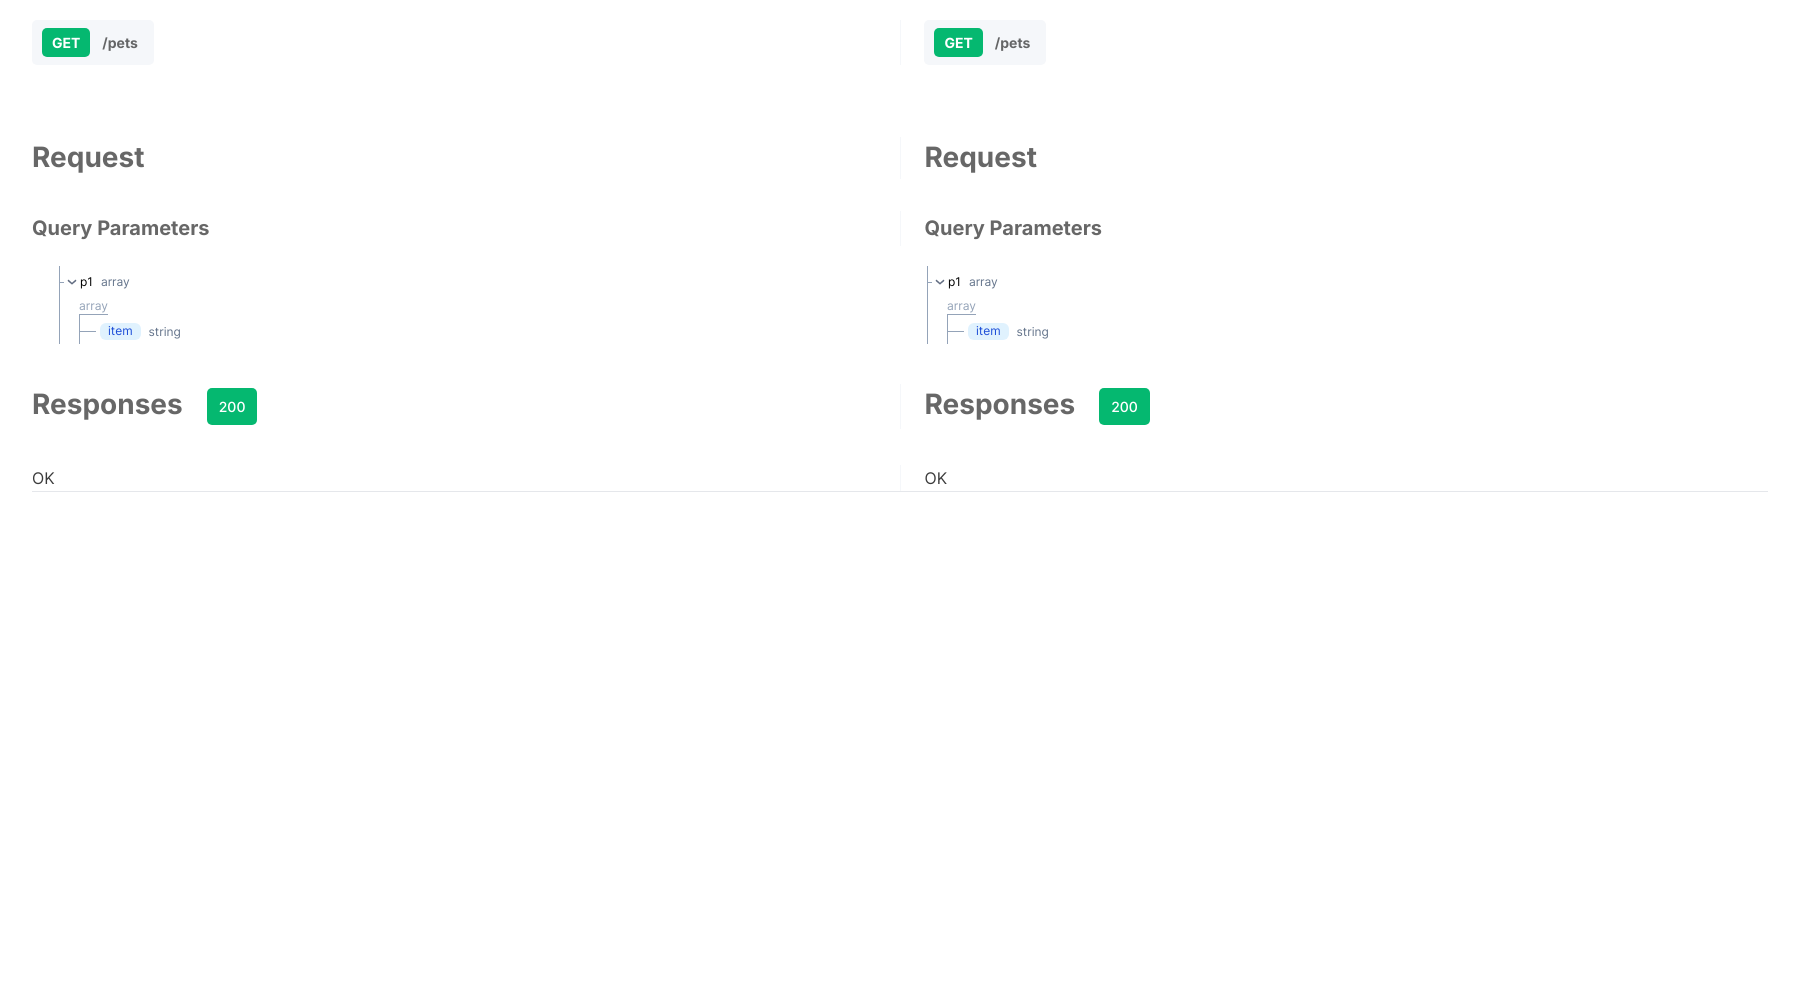 GET /pets
Request
Query Parameters
p1 array
array
item string
Responses 200
OK
GET /pets
Request
Query Parameters
p1 array
array
item string
Responses 200
OK